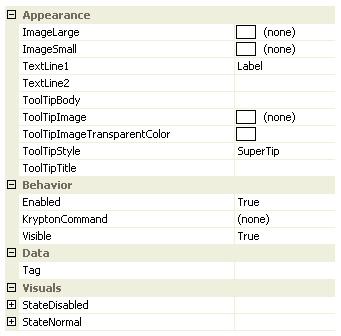 Appearance
ImageLarge (none)
ImageSmall (none)
TextLine1 Label
TextLine2
ToolTipBody
ToolTipImage (none)
ToolTipImageTransparentColor
ToolTipStyle SuperTip
ToolTipTitle
Behavior
Enabled True
KryptonCommand (none)
Visible True
Data
Tag
Visuals
StateDisabled
StateNormal